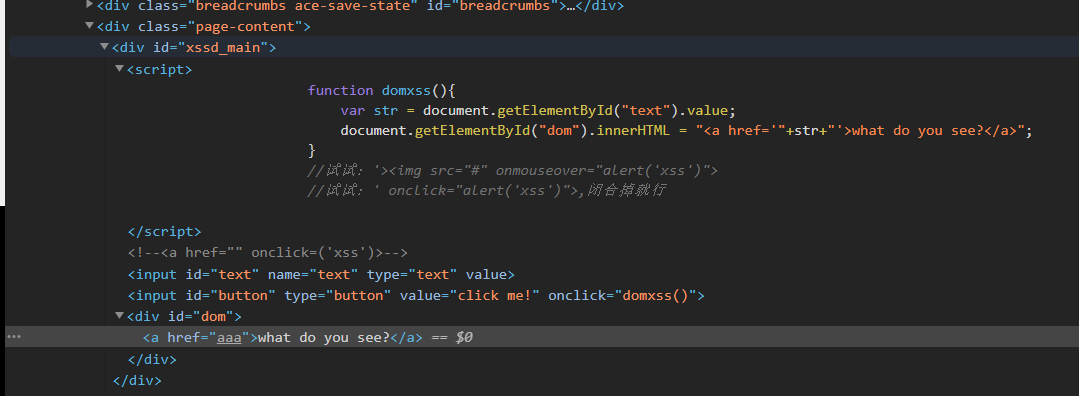 <div class="breadcrumbs ace-save-state" id="breadcrumbs">…</div>
<div class="page-content">
<div id="xssd_main">
<script>
function domxss(){
var str = document.getElementById("text").value;
document.getElementById("dom").innerHTML = "<a href='"+str+"'>what do you see?</a>";
}
//试试：'><img src="#" onmouseover="alert('xss')">
//试试：' onclick="alert('xss')">,闭合掉就行
</script>
<!--<a href="" onclick=('xss')>-->
<input id="text" name="text" type="text" value>
<input id="button" type="button" value="click me!" onclick="domxss()">
<div id="dom">
<a href="aaa">what do you see?</a> == $0
</div>
</div>